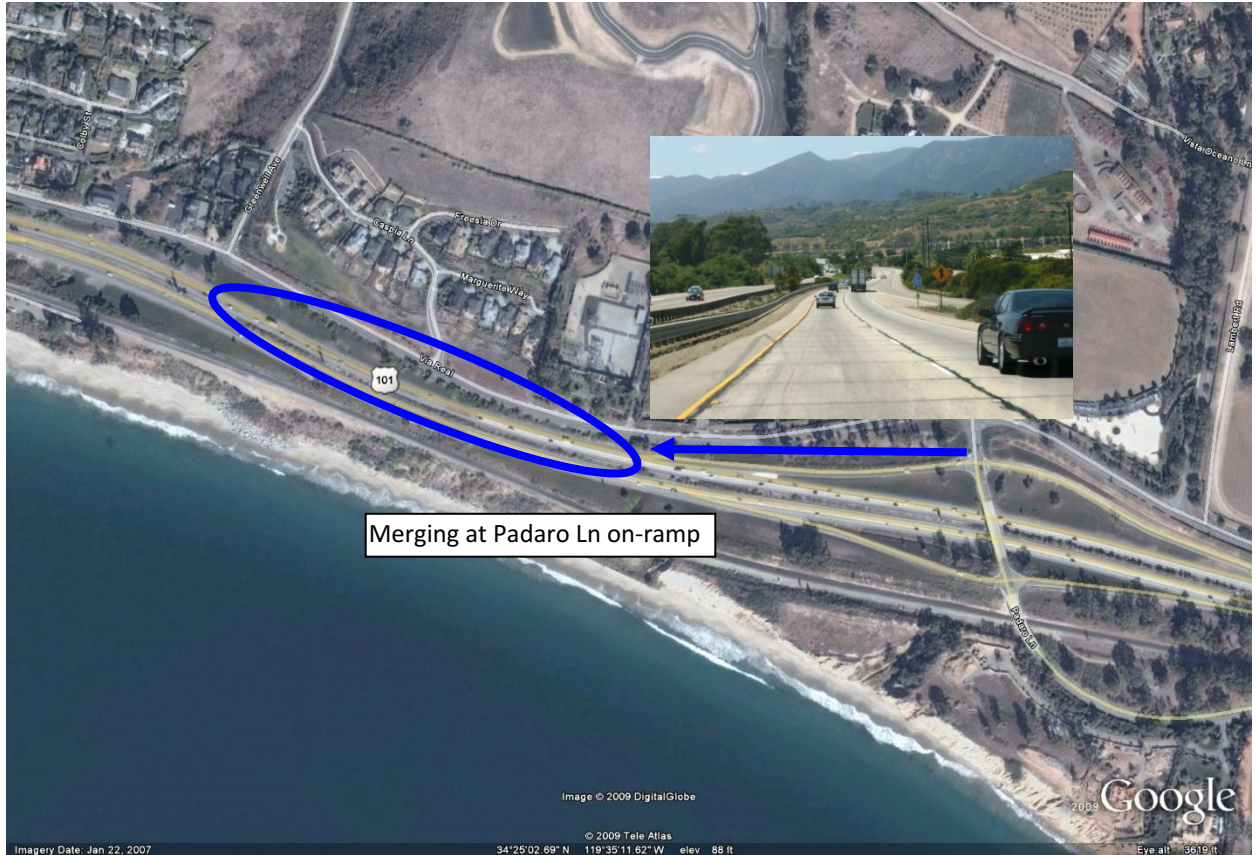 Colby St
Greenwell Ave
Vista Oceano Ln
Freesia Dr
Caspia Ln
Marguerite Way
Lambert Rd
Via Real
101
Merging at Padaro Ln on-ramp
Padaro Ln
Image © 2009 DigitalGlobe
2009 Google
© 2009 Tele Atlas
Imagery Date: Jan 22, 2007
34°25'02.69" N 119°35'11.62" W elev 88 ft
Eye alt 3619 ft